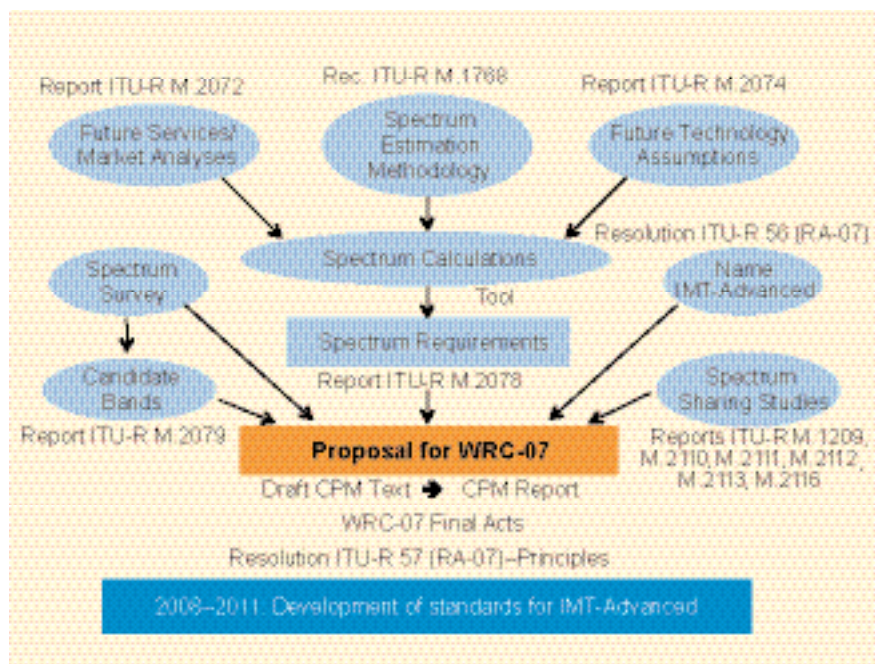 Report ITU-R M.2072
Rec. ITU-R M.1768
Report ITU-R M.2074
Future Services/
Market Analyses
Spectrum
Estimation
Methodology
Future Technology
Assumptions
Resolution ITU-R 56 (RA-07)
Spectrum
Survey
Spectrum Calculations
Name
IMT-Advanced
Tool
Spectrum Requirements
Report ITU-R M.2078
Candidate
Bands
Report ITU-R M.2079
Spectrum
Sharing Studies
Reports ITU-R M.1209,
M.2110, M.2111, M.2112,
M.2113, M.2116
Proposal for WRC-07
Draft CPM Text ➔ CPM Report
WRC-07 Final Acts
Resolution ITU-R 57 (RA-07)–Principles
2008–2011: Development of standards for IMT-Advanced